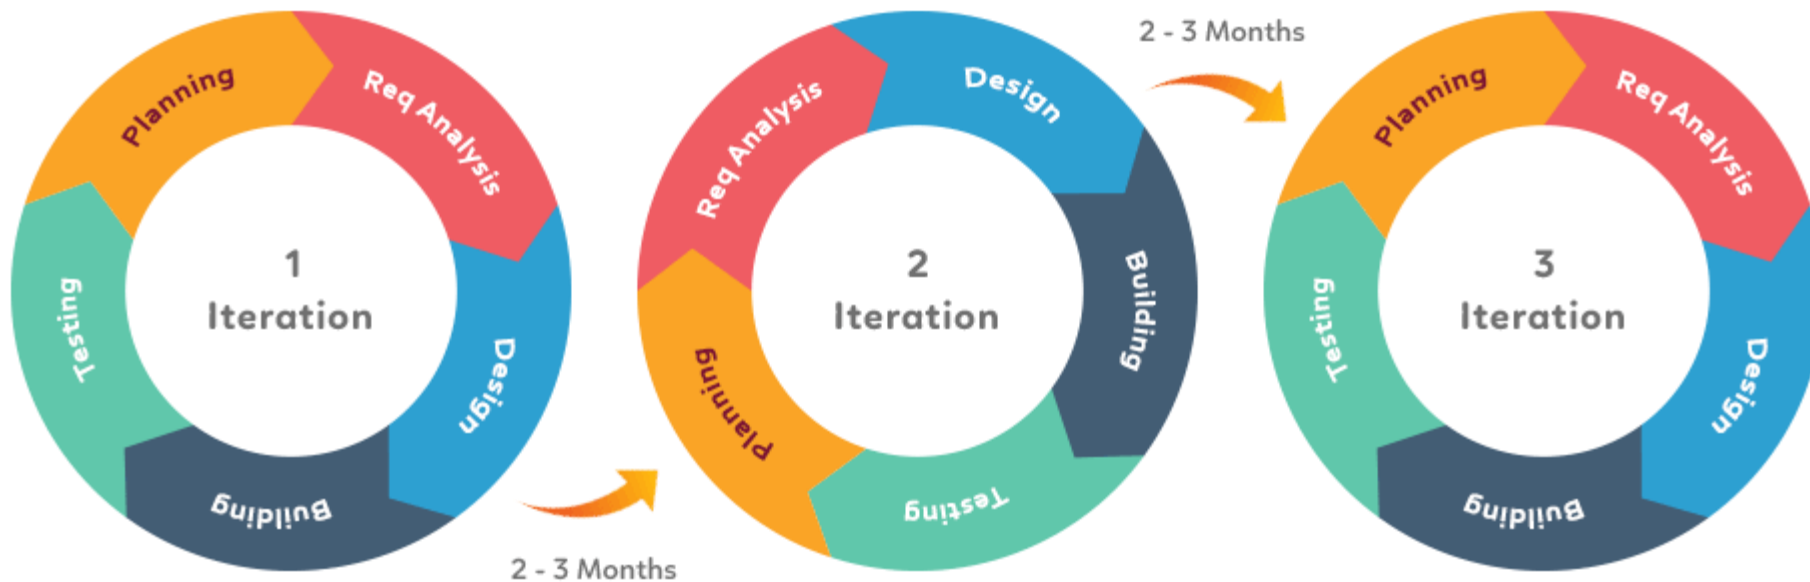 Planning
Req Analysis
Design
Building
Testing
1
Iteration
2 - 3 Months
Planning
Req Analysis
Design
Building
Testing
2
Iteration
2 - 3 Months
Planning
Req Analysis
Design
Building
Testing
3
Iteration